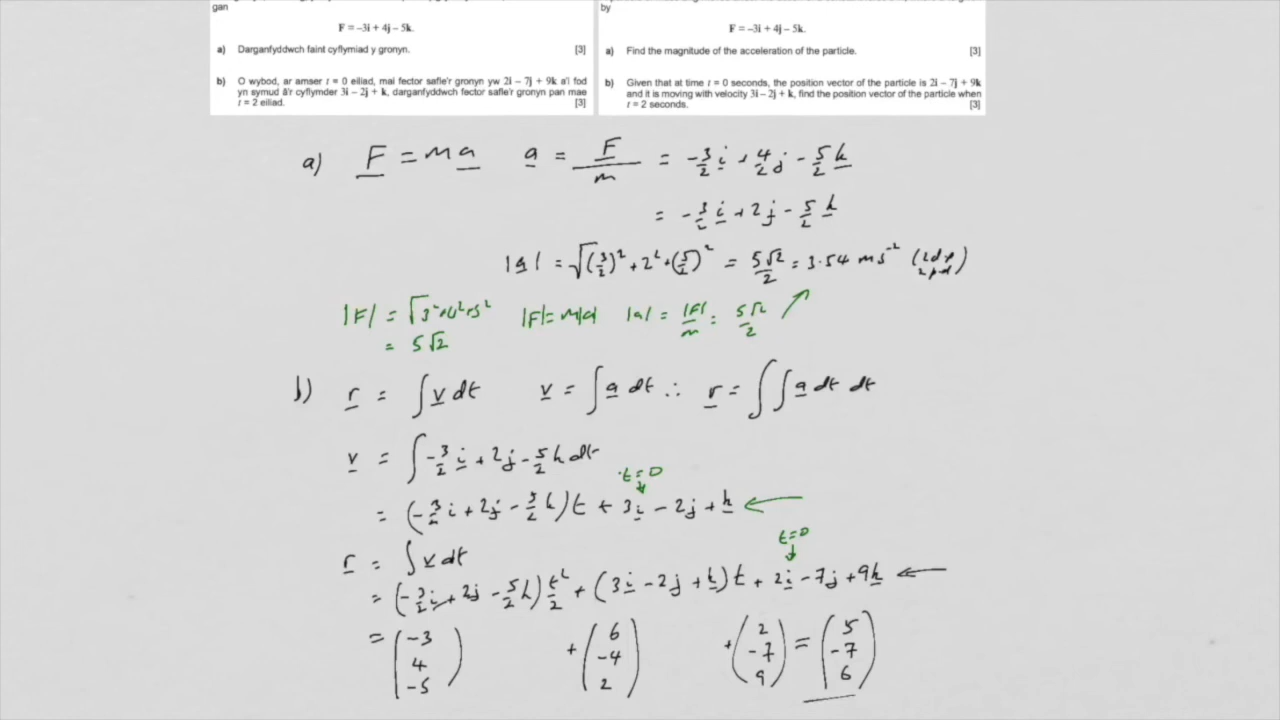 gan
F = –3i + 4j – 5k.
a) Darganfyddwch faint cyflymiad y gronyn. [3]
b) O wybod, ar amser t = 0 eiliad, mai fector safle'r gronyn yw 2i – 7j + 9k a'i fod
yn symud â'r cyflymder 3i – 2j + k, darganfyddwch fector safle'r gronyn pan mae
t = 2 eiliad. [3]
by
F = –3i + 4j – 5k.
a) Find the magnitude of the acceleration of the particle. [3]
b) Given that at time t = 0 seconds, the position vector of the particle is 2i – 7j + 9k
and it is moving with velocity 3i – 2j + k, find the position vector of the particle when
t = 2 seconds. [3]
a) F = ma a = F/m = -3/2 i + 4/2 j - 5/2 k
= -3/2 i + 2j - 5/2 k
|a| = √((3/2)² + 2² + (5/2)²) = 5√2/2 = 3.54 ms⁻² (2dp
|F| = √3²+4²+5² |F| = m|a| |a| = |F|/m = 5√2/2
= 5√2
b) r = ∫v dt v = ∫a dt ∴ r = ∫∫a dt dt
v = ∫-3/2 i + 2j - 5/2 k dt
t=0
= (-3/2 i + 2j - 5/2 k)t + 3i - 2j + k ←
r = ∫v dt
t=0
= (-3/2 i + 2j - 5/2 k) t²/2 + (3i - 2j + k)t + 2i - 7j + 9k ←
= (-3 4 -5) + (6 -4 2) + (2 -7 9) = (5 -7 6)